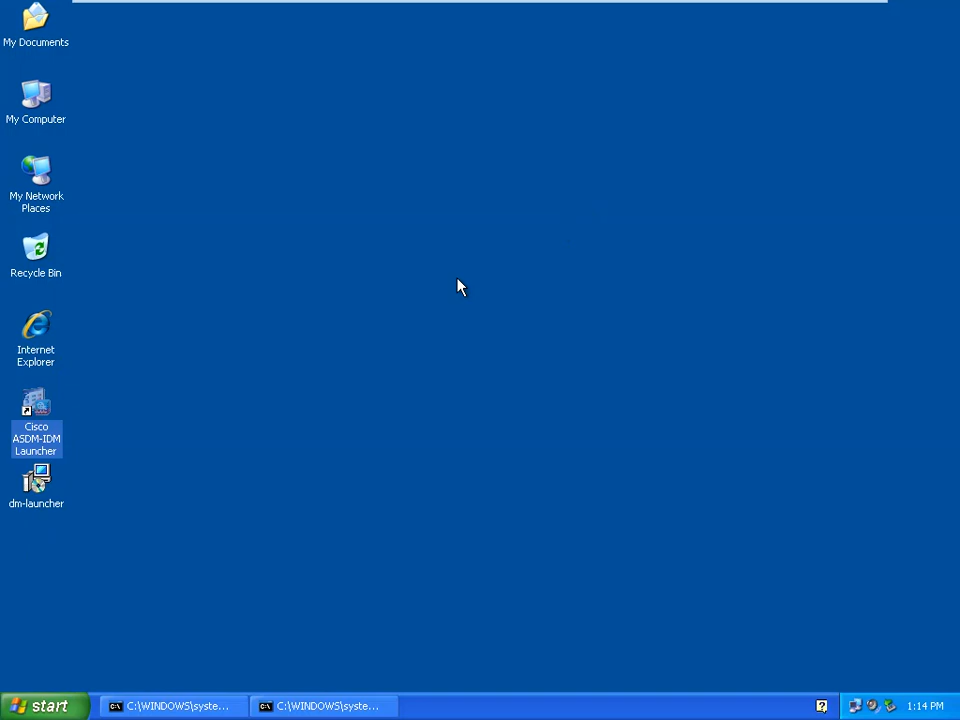 My Documents
My Computer
My Network
Places
Recycle Bin
Internet
Explorer
Cisco
ASDM-IDM
Launcher
dm-launcher
start
C:\WINDOWS\syste...
C:\WINDOWS\syste...
1:14 PM